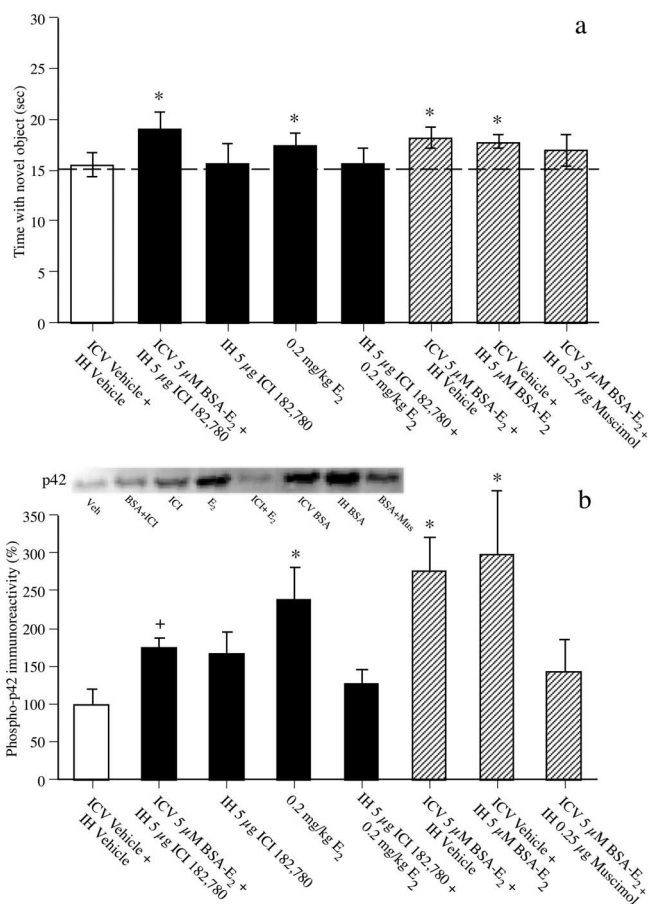 a
Time with novel object (sec)
30
25
20
15
10
5
0
*
*
*
*
ICV Vehicle +
IH Vehicle
ICV 5 μM BSA-E₂ +
IH 5 μg ICI 182,780
IH 5 μg ICI 182,780
0.2 mg/kg E₂
IH 5 μg ICI 182,780 +
0.2 mg/kg E₂
ICV 5 μM BSA-E₂ +
IH Vehicle
ICV Vehicle +
IH 5 μM BSA-E₂
ICV 5 μM BSA-E₂ +
IH 0.25 μg Muscimol
p42
Veh
BSA+ICI
ICI
E₂
ICI+E₂
ICV BSA
IH BSA
BSA+Mus
b
Phospho-p42 immunoreactivity (%)
350
300
250
200
150
100
50
0
+
*
*
*
ICV Vehicle +
IH Vehicle
ICV 5 μM BSA-E₂ +
IH 5 μg ICI 182,780
IH 5 μg ICI 182,780
0.2 mg/kg E₂
IH 5 μg ICI 182,780 +
0.2 mg/kg E₂
ICV 5 μM BSA-E₂ +
IH Vehicle
ICV Vehicle +
IH 5 μM BSA-E₂
ICV 5 μM BSA-E₂ +
IH 0.25 μg Muscimol